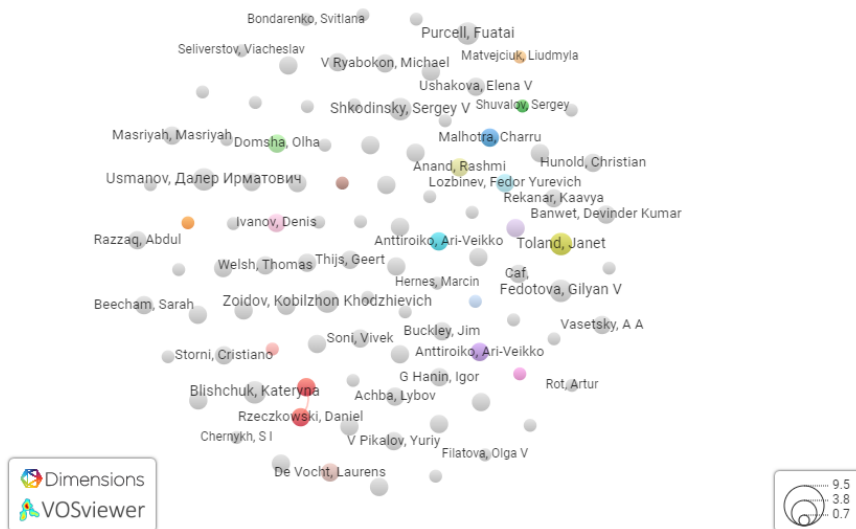 Bondarenko, Svitlana
Purcell, Fuatai
Seliverstov, Viacheslav
Matvejciuk, Liudmyla
V Ryabokon, Michael
Ushakova, Elena V
Shkodinsky, Sergey V
Shuvalov, Sergey
Masriyah, Masriyah
Domsha, Olha
Malhotra, Charru
Anand, Rashmi
Hunold, Christian
Usmanov, Далер Ирматович
Lozbinev, Fedor Yurevich
Rekanar, Kaavya
Banwet, Devinder Kumar
Ivanov, Denis
Razzaq, Abdul
Anttiroiko, Ari-Veikko
Toland, Janet
Welsh, Thomas
Thijs, Geert
Caf,
Hernes, Marcin
Fedotova, Gilyan V
Beecham, Sarah
Zoidov, Kobilzhon Khodzhievich
Vasetsky, A A
Buckley, Jim
Soni, Vivek
Storni, Cristiano
Anttiroiko, Ari-Veikko
G Hanin, Igor
Rot, Artur
Blishchuk, Kateryna
Achba, Lybov
Rzeczkowski, Daniel
Chernykh, S I
V Pikalov, Yuriy
Filatova, Olga V
De Vocht, Laurens
Dimensions
VOSviewer
9.5
3.8
0.7